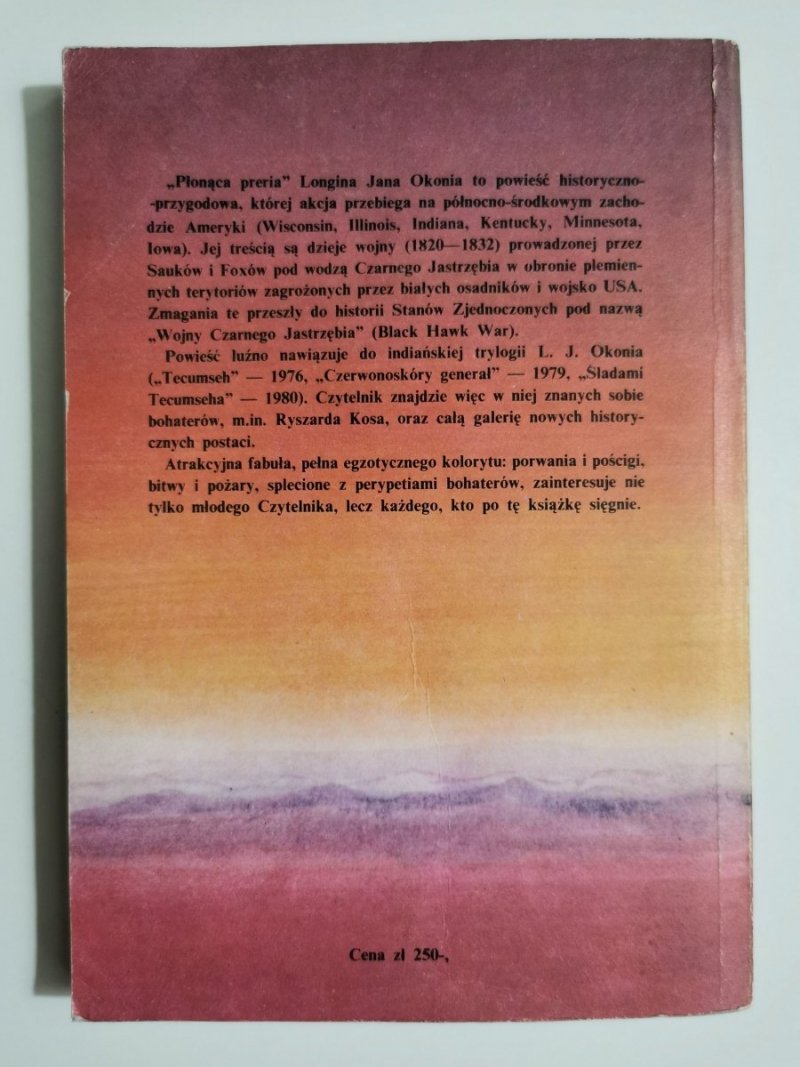 „Płonąca preria” Longina Jana Okonia to powieść historyczno-
-przygodowa, której akcja przebiega na północno-środkowym zacho-
dzie Ameryki (Wisconsin, Illinois, Indiana, Kentucky, Minnesota,
Iowa). Jej treścią są dzieje wojny (1820—1832) prowadzonej przez
Sauków i Foxów pod wodzą Czarnego Jastrzębia w obronie plemien-
nych terytoriów zagrożonych przez białych osadników i wojsko USA.
Zmagania te przeszły do historii Stanów Zjednoczonych pod nazwą
„Wojny Czarnego Jastrzębia” (Black Hawk War).
Powieść luźno nawiązuje do indiańskiej trylogii L. J. Okonia
(„Tecumseh” — 1976, „Czerwonoskóry generał” — 1979, „Śladami
Tecumseha” — 1980). Czytelnik znajdzie więc w niej znanych sobie
bohaterów, m.in. Ryszarda Kosa, oraz całą galerię nowych history-
cznych postaci.
Atrakcyjna fabuła, pełna egzotycznego kolorytu: porwania i pościgi,
bitwy i pożary, splecione z perypetiami bohaterów, zainteresuje nie
tylko młodego Czytelnika, lecz każdego, kto po tę książkę sięgnie.
Cena zł 250-,